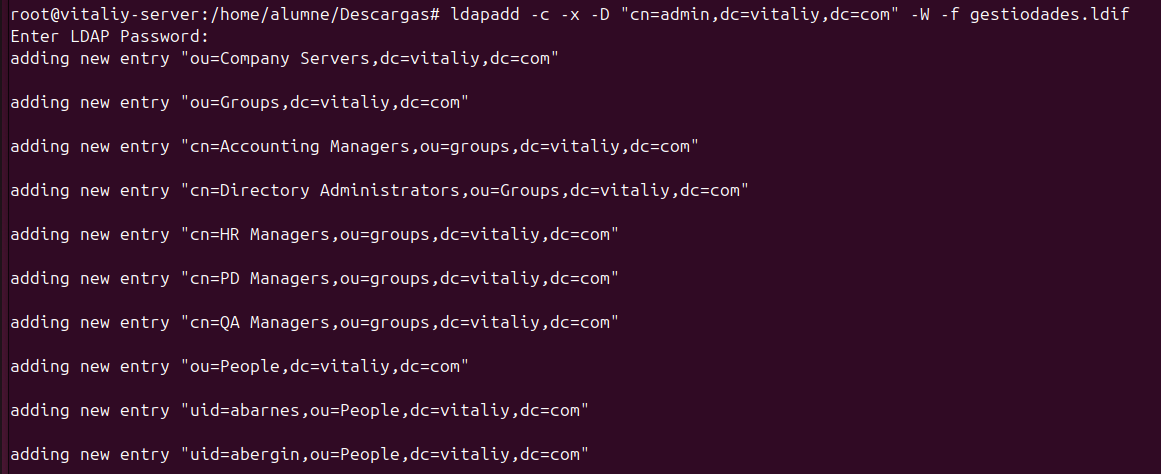 root@vitaliy-server:/home/alumne/Descargas# ldapadd -c -x -D "cn=admin,dc=vitaliy,dc=com" -W -f gestiodades.ldif
Enter LDAP Password:
adding new entry "ou=Company Servers,dc=vitaliy,dc=com"
adding new entry "ou=Groups,dc=vitaliy,dc=com"
adding new entry "cn=Accounting Managers,ou=groups,dc=vitaliy,dc=com"
adding new entry "cn=Directory Administrators,ou=Groups,dc=vitaliy,dc=com"
adding new entry "cn=HR Managers,ou=groups,dc=vitaliy,dc=com"
adding new entry "cn=PD Managers,ou=groups,dc=vitaliy,dc=com"
adding new entry "cn=QA Managers,ou=groups,dc=vitaliy,dc=com"
adding new entry "ou=People,dc=vitaliy,dc=com"
adding new entry "uid=abarnes,ou=People,dc=vitaliy,dc=com"
adding new entry "uid=abergin,ou=People,dc=vitaliy,dc=com"